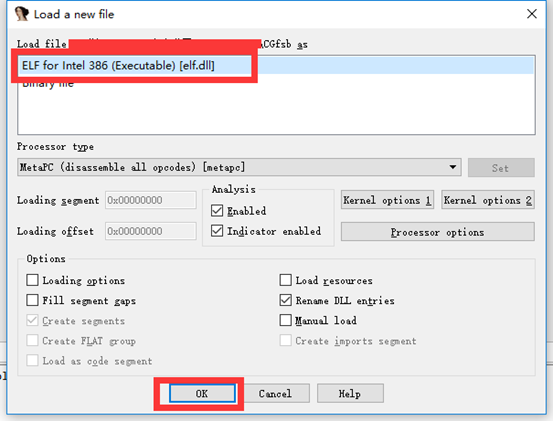 Load a new file
Load file ACGfsb as
ELF for Intel 386 (Executable) [elf.dll]
Binary file
Processor type
MetaPC (disassemble all opcodes) [metapc]
Set
Loading segment 0x00000000
Loading offset 0x00000000
Analysis
Enabled
Indicator enabled
Kernel options 1
Kernel options 2
Processor options
Options
Loading options
Fill segment gaps
Create segments
Create FLAT group
Load as code segment
Load resources
Rename DLL entries
Manual load
Create imports segment
OK
Cancel
Help